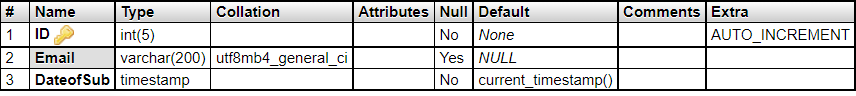 # Name Type Collation Attributes Null Default Comments Extra
1 ID int(5) No None AUTO_INCREMENT
2 Email varchar(200) utf8mb4_general_ci Yes NULL
3 DateofSub timestamp No current_timestamp()